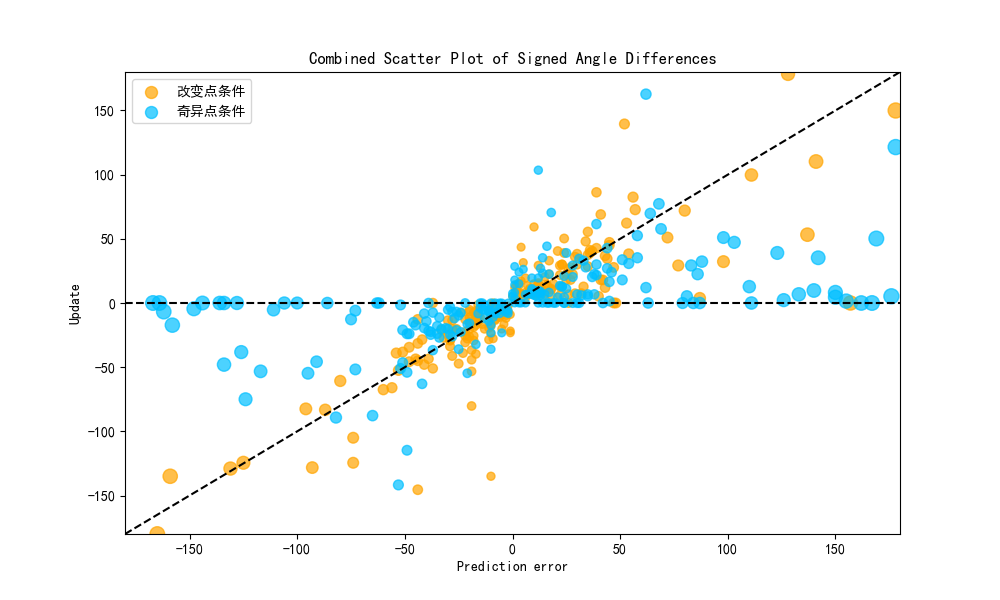 Combined Scatter Plot of Signed Angle Differences
改变点条件
奇异点条件
Update
150
100
50
0
−50
−100
−150
−150
−100
−50
0
50
100
150
Prediction error